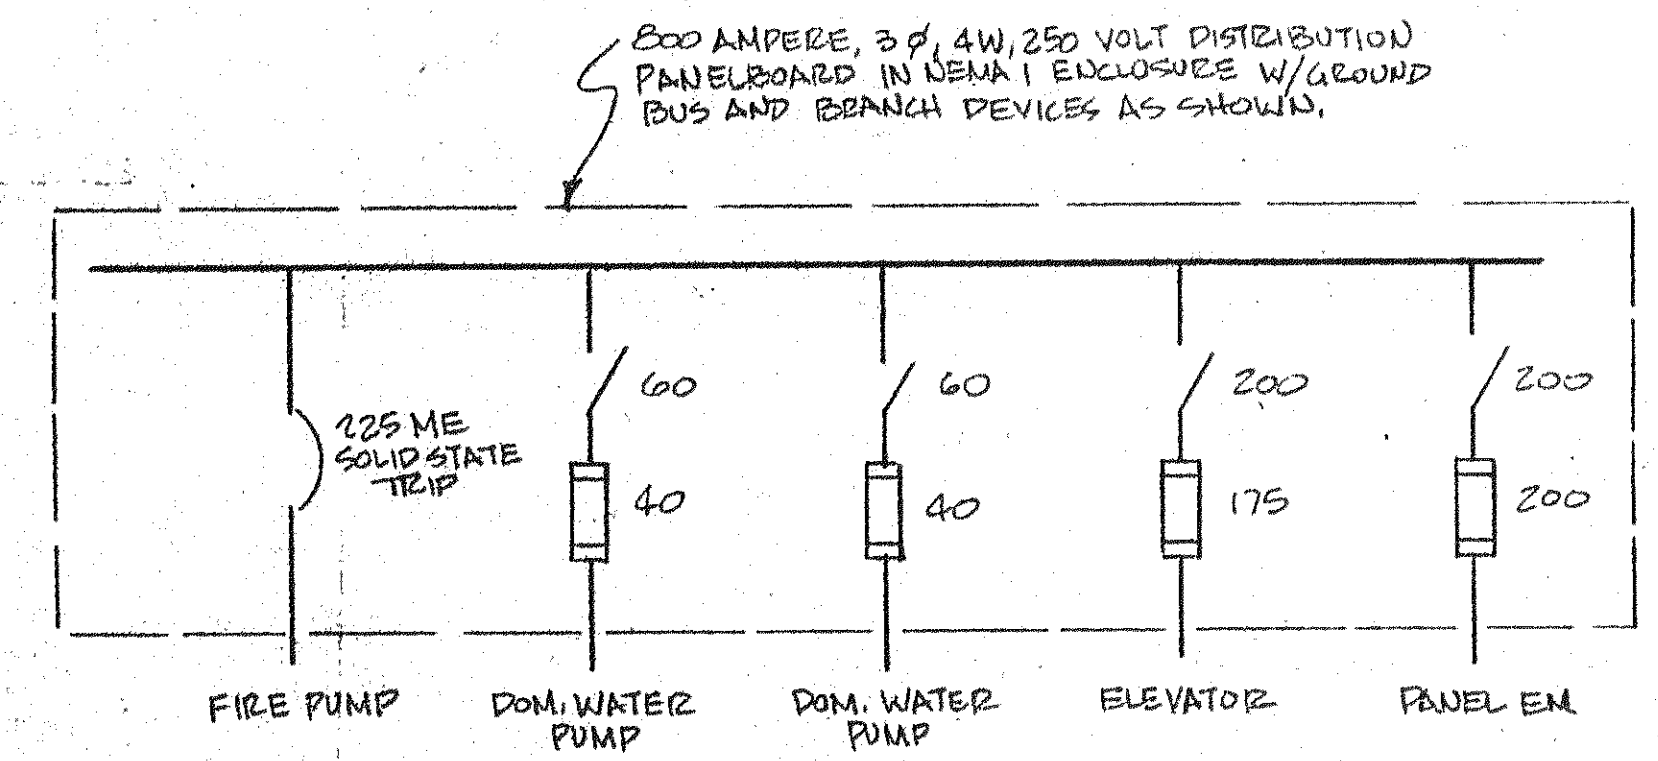 800 AMPERE, 3 Ø, 4W, 250 VOLT DISTRIBUTION
PANELBOARD IN NEMA 1 ENCLOSURE W/GROUND
BUS AND BRANCH DEVICES AS SHOWN.
225 ME
SOLID STATE
TRIP
60
40
60
40
200
175
200
200
FIRE PUMP
DOM. WATER
PUMP
DOM. WATER
PUMP
ELEVATOR
PANEL EM